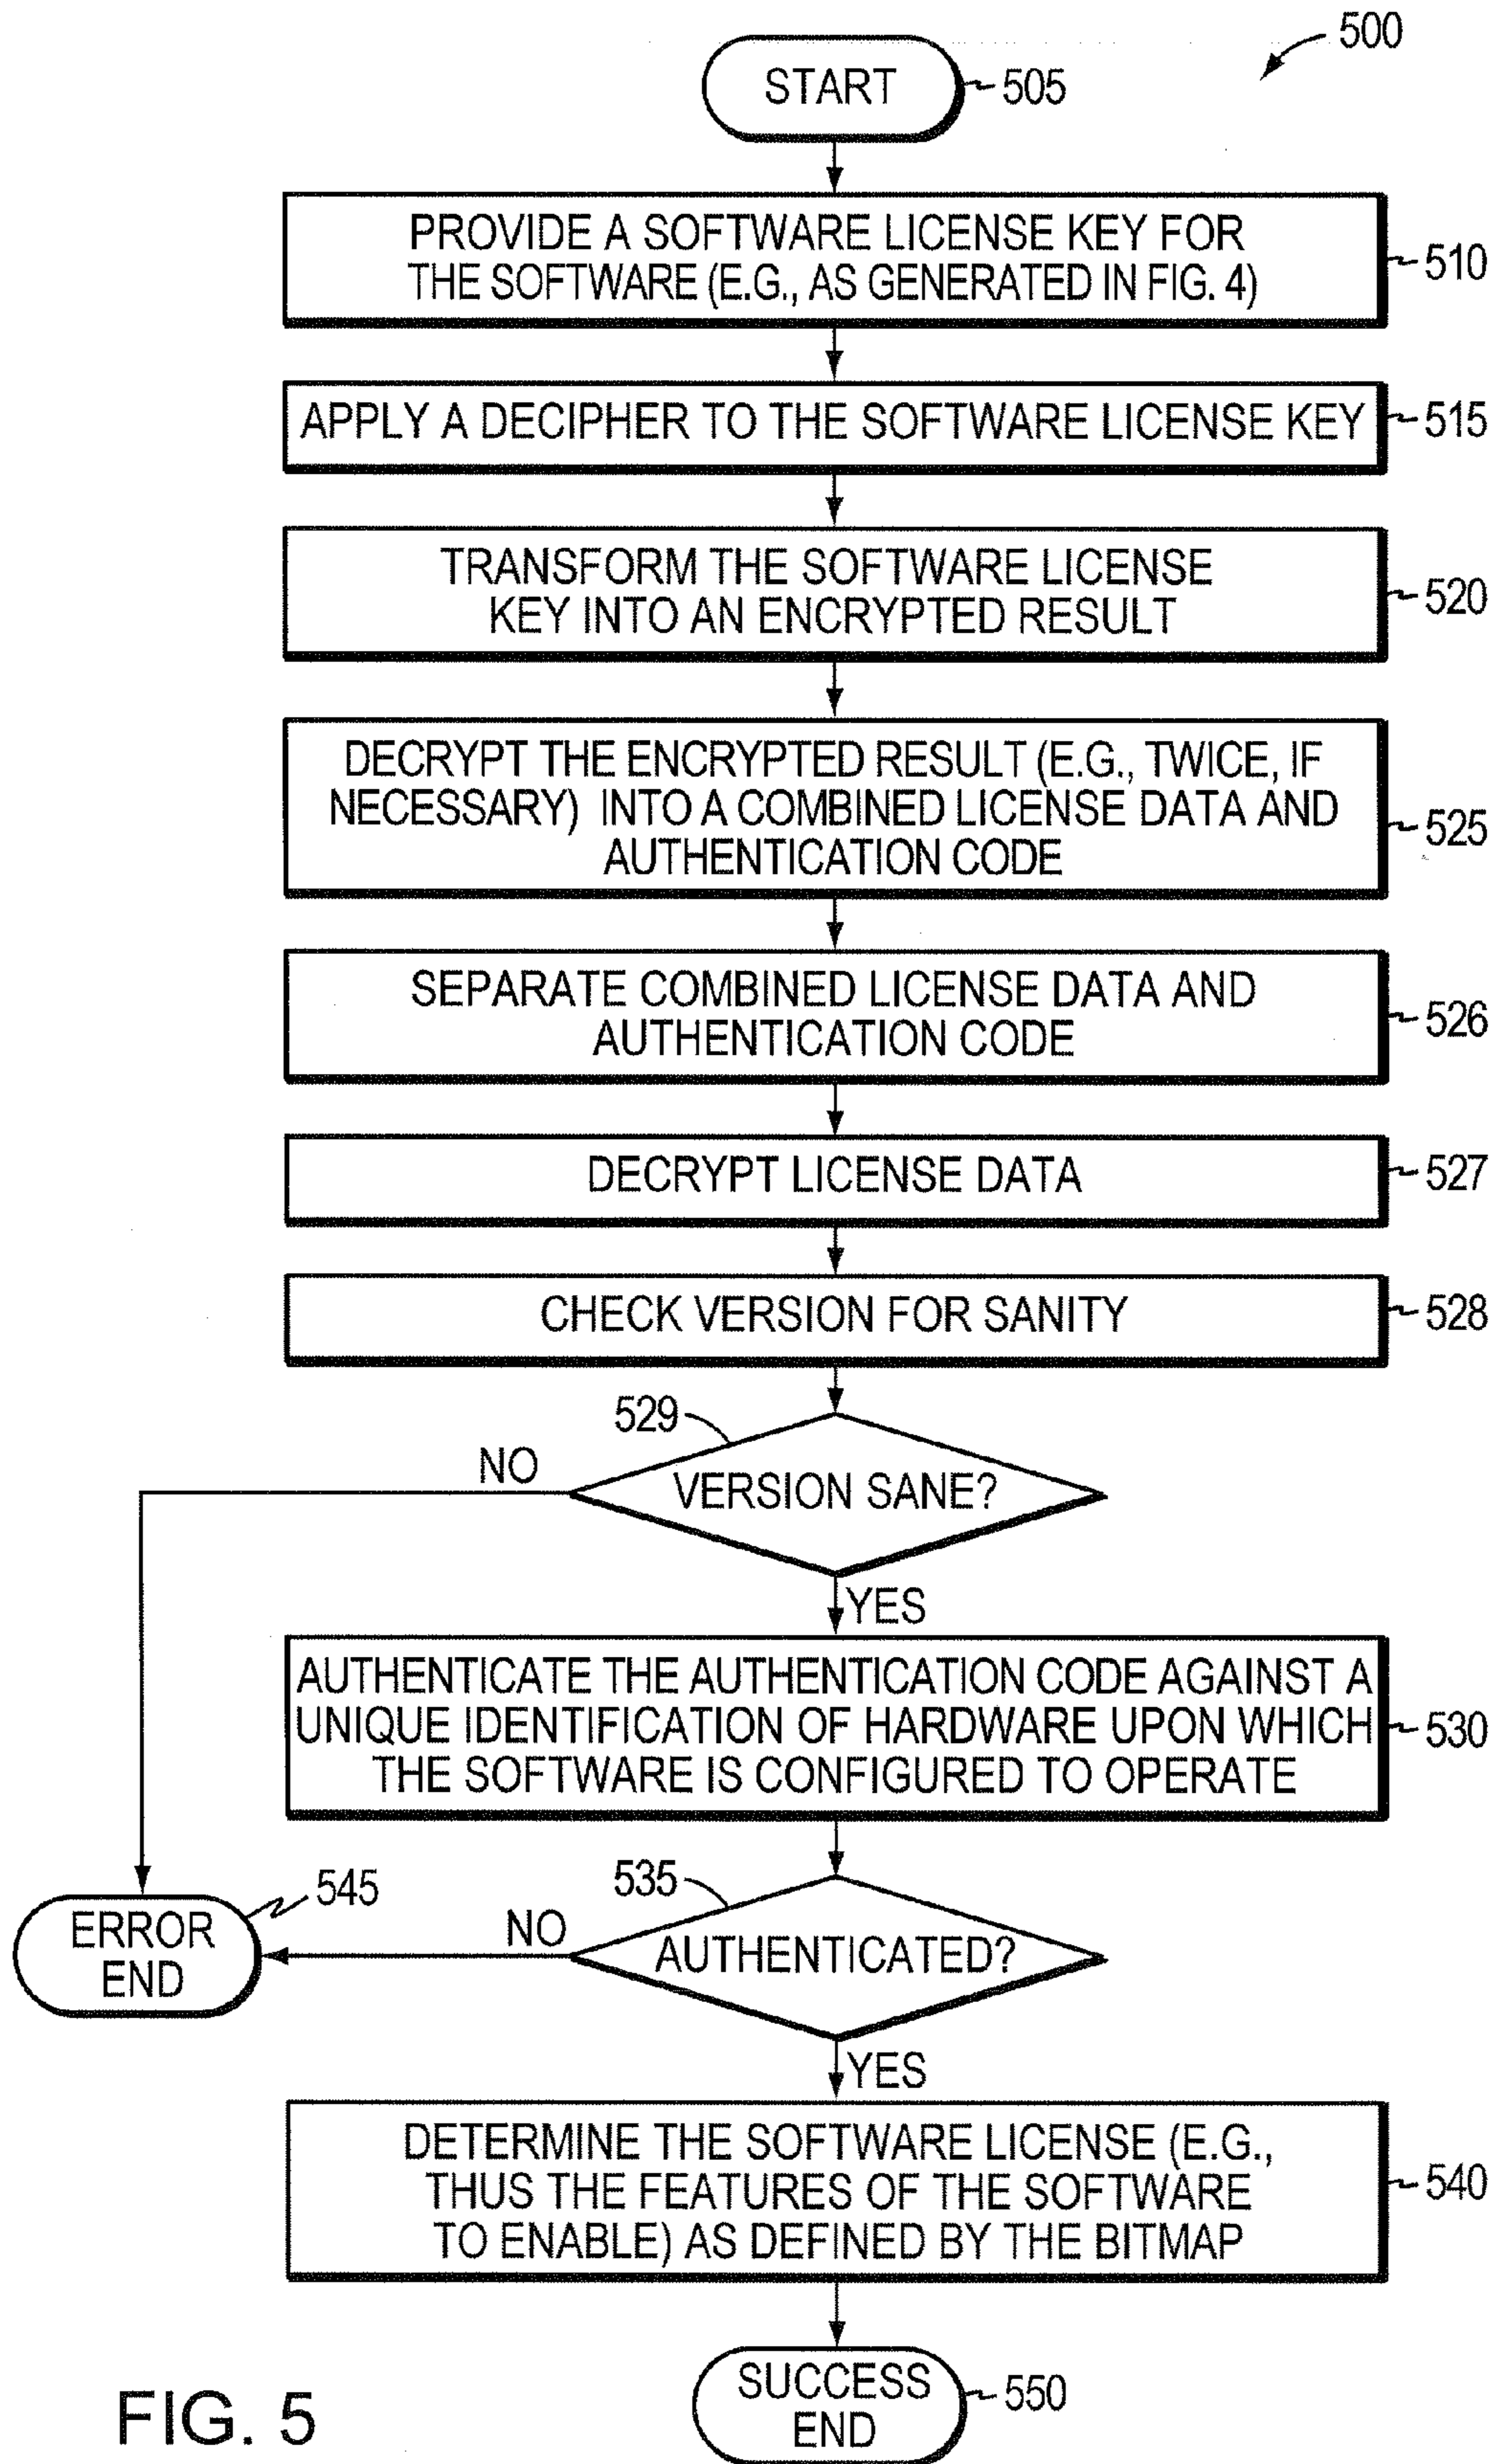 500
START
505
PROVIDE A SOFTWARE LICENSE KEY FOR
THE SOFTWARE (E.G., AS GENERATED IN FIG. 4)
510
APPLY A DECIPHER TO THE SOFTWARE LICENSE KEY
515
TRANSFORM THE SOFTWARE LICENSE
KEY INTO AN ENCRYPTED RESULT
520
DECRYPT THE ENCRYPTED RESULT (E.G., TWICE, IF
NECESSARY) INTO A COMBINED LICENSE DATA AND
AUTHENTICATION CODE
525
SEPARATE COMBINED LICENSE DATA AND
AUTHENTICATION CODE
526
DECRYPT LICENSE DATA
527
CHECK VERSION FOR SANITY
528
529
NO
VERSION SANE?
YES
AUTHENTICATE THE AUTHENTICATION CODE AGAINST A
UNIQUE IDENTIFICATION OF HARDWARE UPON WHICH
THE SOFTWARE IS CONFIGURED TO OPERATE
530
535
545
ERROR
END
NO
AUTHENTICATED?
YES
DETERMINE THE SOFTWARE LICENSE (E.G.,
THUS THE FEATURES OF THE SOFTWARE
TO ENABLE) AS DEFINED BY THE BITMAP
540
SUCCESS
END
550
FIG. 5